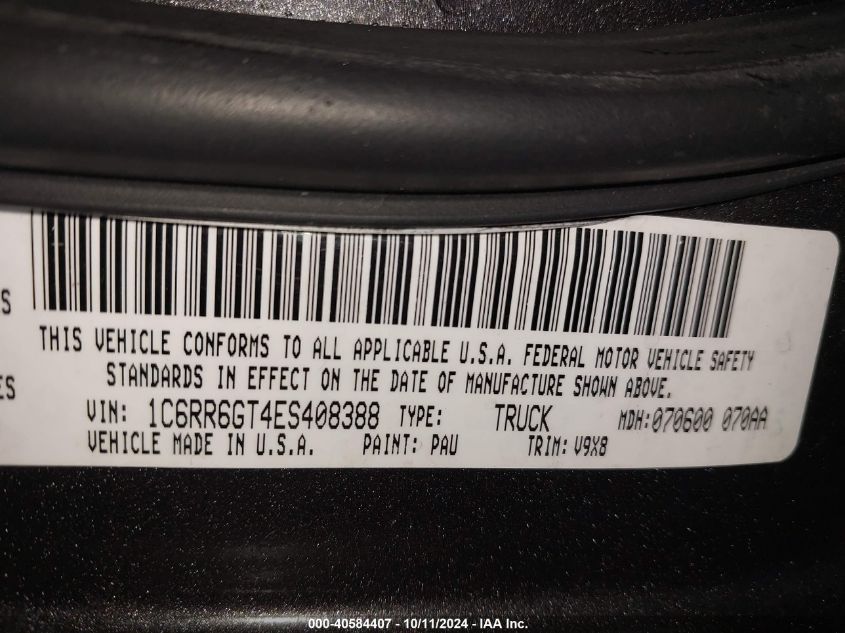 S
THIS VEHICLE CONFORMS TO ALL APPLICABLE U.S.A. FEDERAL MOTOR VEHICLE SAFETY
ES
STANDARDS IN EFFECT ON THE DATE OF MANUFACTURE SHOWN ABOVE.
VIN: 1C6RR6GT4ES408388 TYPE: TRUCK MDH:070600 070AA
VEHICLE MADE IN U.S.A. PAINT: PAU TRIM: V9X8
000-40584407 - 10/11/2024 - IAA Inc.